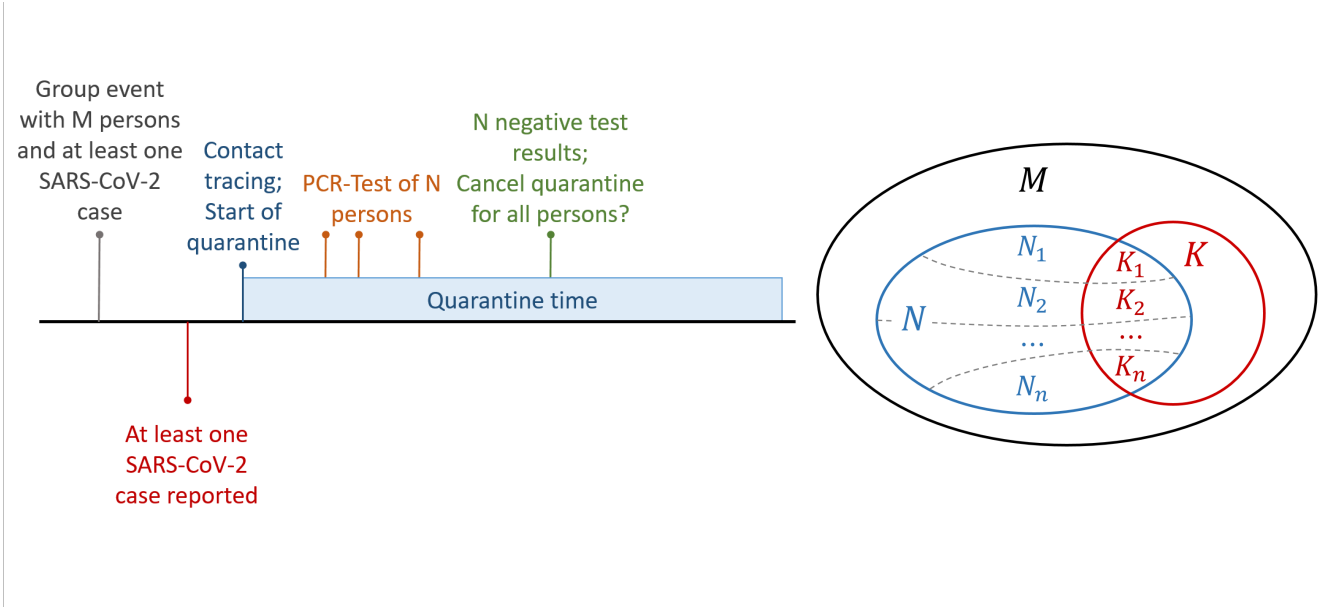 Group event
with M persons
and at least one
SARS-CoV-2
case
Contact
tracing;
Start of
quarantine
PCR-Test of N
persons
N negative test
results;
Cancel quarantine
for all persons?
Quarantine time
At least one
SARS-CoV-2
case reported
M
N
N₁
N₂
...
Nₙ
K
K₁
K₂
...
Kₙ